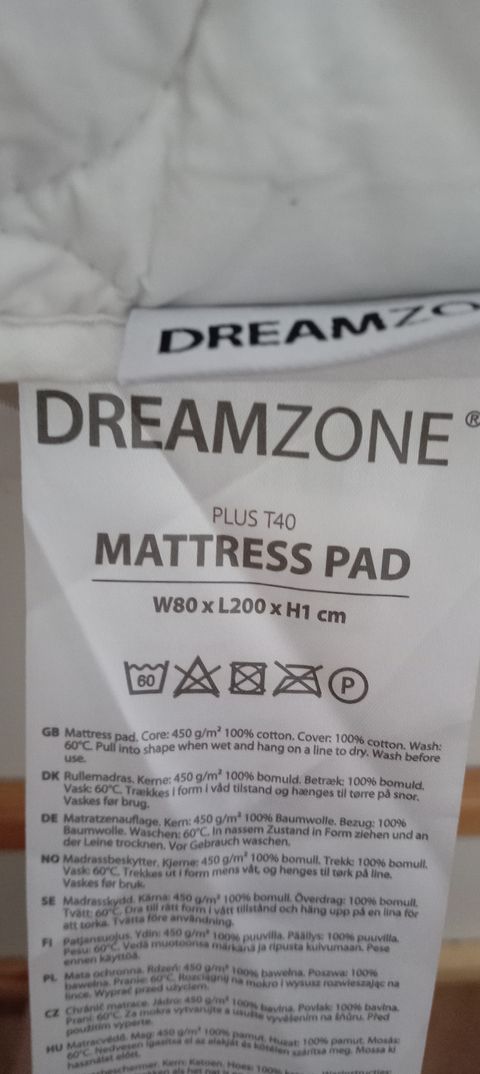 DREAMZO
DREAMZONE®
PLUS T40
MATTRESS PAD
W80 x L200 x H1 cm
60
P
GB Mattress pad. Core: 450 g/m² 100% cotton. Cover: 100% cotton. Wash:
60°C. Pull into shape when wet and hang on a line to dry. Wash before
use.
DK Rullemadras. Kerne: 450 g/m² 100% bomuld. Betræk: 100% bomuld.
Vask: 60°C. Trækkes i form i våd tilstand og hænges til tørre på snor.
Vaskes før brug.
DE Matratzenauflage. Kern: 450 g/m² 100% Baumwolle. Bezug: 100%
Baumwolle. Waschen: 60°C. In nassem Zustand in Form ziehen und an
der Leine trocknen. Vor Gebrauch waschen.
NO Madrassbeskytter. Kjerne: 450 g/m² 100% bomull. Trekk: 100% bomull.
Vask: 60°C. Trekkes ut i form mens våt, og hengs til tørk på line.
Vaskes før bruk.
SE Madrasskydd. Kärna: 450 g/m² 100% bomull. Överdrag: 100% bomull.
Tvätt: 60°C. Dra till rätt form i vått tillstånd och häng upp på en lina för
att torka. Tvätta före användning.
FI Patjansuojus. Ydin: 450 g/m² 100% puuvilla. Päällys: 100% puuvilla.
Pesu: 60°C. Vedä muotoonsa märkänä ja ripusta kuivumaan. Pese
ennen käyttöä.
PL Mata ochronna. Rdzeń: 450 g/m² 100% bawełna. Poszwa: 100%
bawełna. Pranie: 60°C. Rozciągnij na mokro i wysusz rozwieszając na
lince. Wyprać przed użyciem.
CZ Chránič matrace. Jádro: 450 g/m² 100% bavlna. Povlak: 100% bavlna.
Praní: 60°C. Za mokra vytvarujte a usušte vyvěšením na šňůru. Před
použitím vyperte.
HU Matracvédő. Mag: 450 g/m² 100% pamut. Huzat: 100% pamut. Mosás:
60°C. Nedvesen igazítsa el az alakját és kötélen szárítsa meg. Mossa ki
használat előtt.
Kern: Katoen. Hoes: 100%